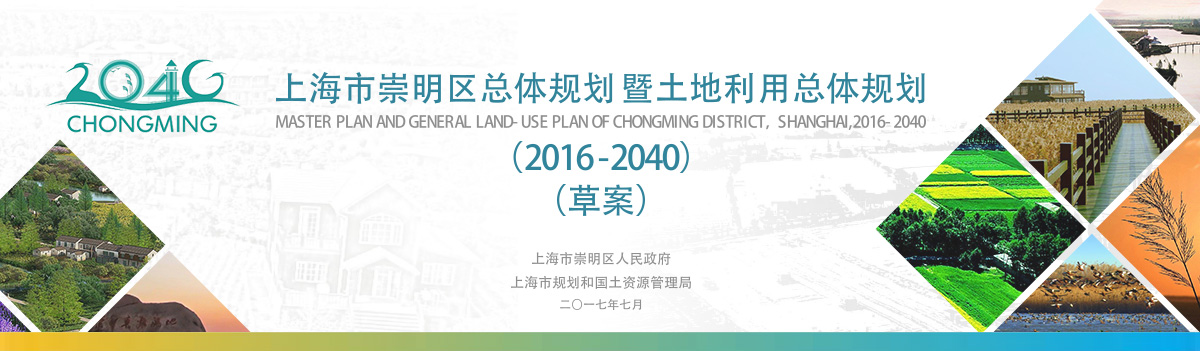 2040
CHONGMING
上海市崇明区总体规划 暨土地利用总体规划
MASTER PLAN AND GENERAL LAND- USE PLAN OF CHONGMING DISTRICT, SHANGHAI,2016- 2040
（2016 -2040）
（草案）
上海市崇明区人民政府
上海市规划和国土资源管理局
二〇一七年七月